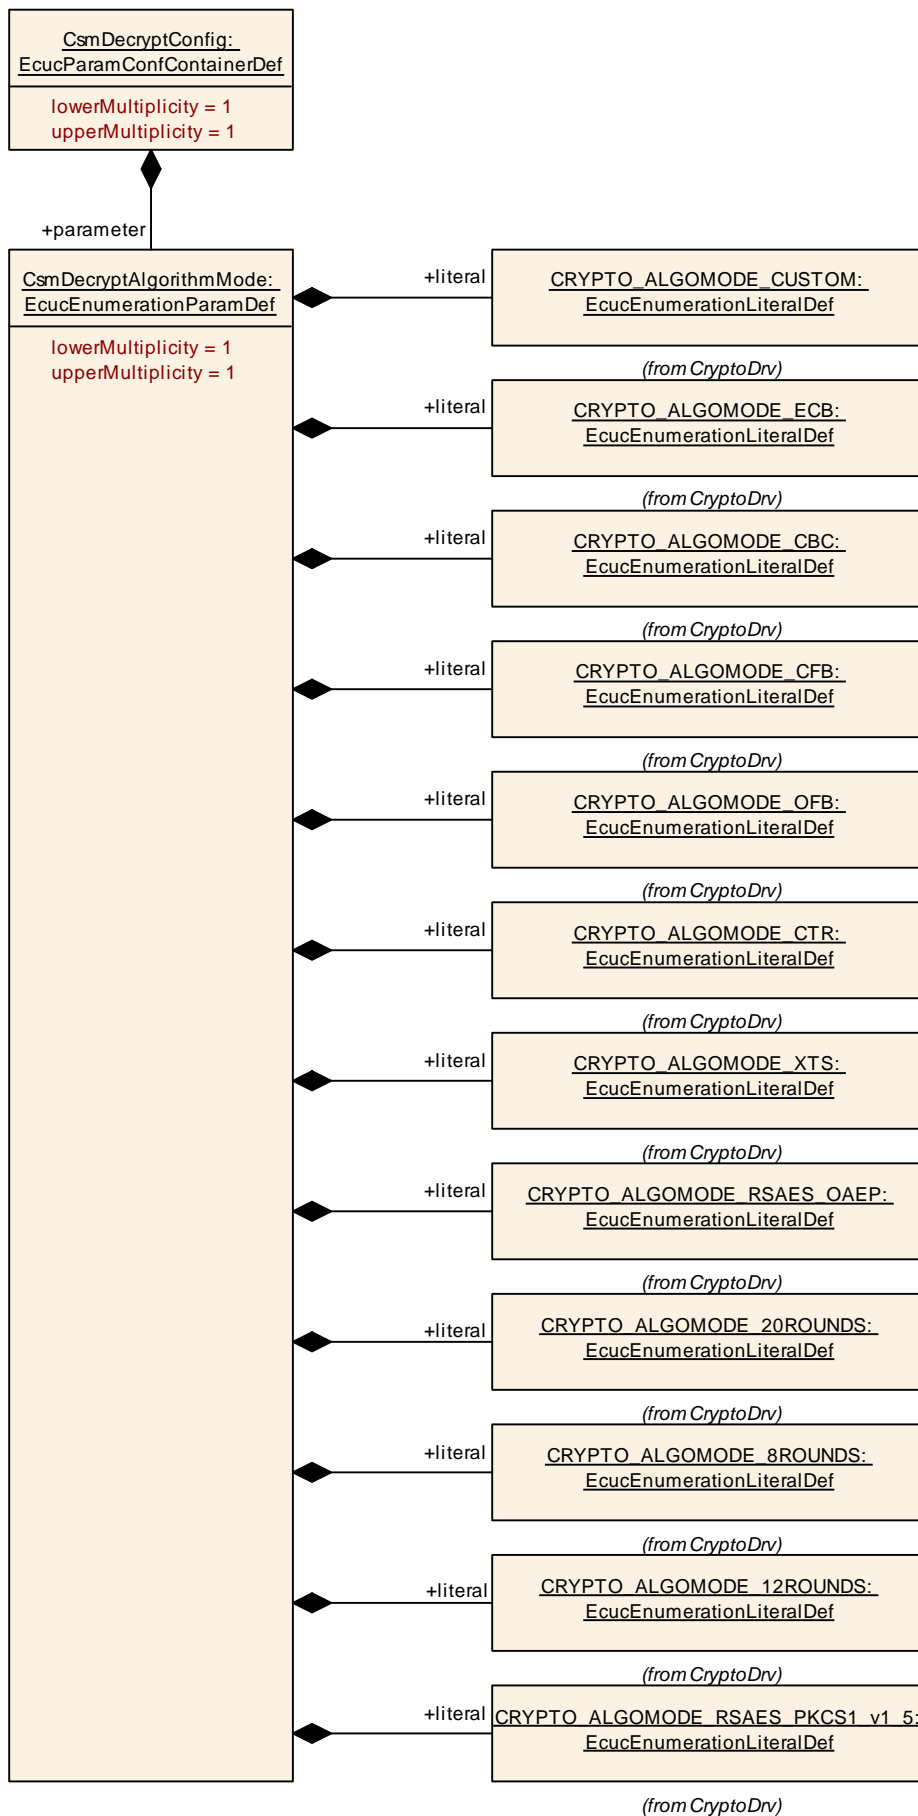 CsmDecryptConfig:
EcucParamConfContainerDef
lowerMultiplicity = 1
upperMultiplicity = 1
+parameter
CsmDecryptAlgorithmMode:
EcucEnumerationParamDef
lowerMultiplicity = 1
upperMultiplicity = 1
+literal
CRYPTO_ALGOMODE_CUSTOM:
EcucEnumerationLiteralDef
(from CryptoDrv)
+literal
CRYPTO_ALGOMODE_ECB:
EcucEnumerationLiteralDef
(from CryptoDrv)
+literal
CRYPTO_ALGOMODE_CBC:
EcucEnumerationLiteralDef
(from CryptoDrv)
+literal
CRYPTO_ALGOMODE_CFB:
EcucEnumerationLiteralDef
(from CryptoDrv)
+literal
CRYPTO_ALGOMODE_OFB:
EcucEnumerationLiteralDef
(from CryptoDrv)
+literal
CRYPTO_ALGOMODE_CTR:
EcucEnumerationLiteralDef
(from CryptoDrv)
+literal
CRYPTO_ALGOMODE_XTS:
EcucEnumerationLiteralDef
(from CryptoDrv)
+literal
CRYPTO_ALGOMODE_RSAES_OAEP:
EcucEnumerationLiteralDef
(from CryptoDrv)
+literal
CRYPTO_ALGOMODE_20ROUNDS:
EcucEnumerationLiteralDef
(from CryptoDrv)
+literal
CRYPTO_ALGOMODE_8ROUNDS:
EcucEnumerationLiteralDef
(from CryptoDrv)
+literal
CRYPTO_ALGOMODE_12ROUNDS:
EcucEnumerationLiteralDef
(from CryptoDrv)
+literal
CRYPTO_ALGOMODE_RSAES_PKCS1_v1_5:
EcucEnumerationLiteralDef
(from CryptoDrv)